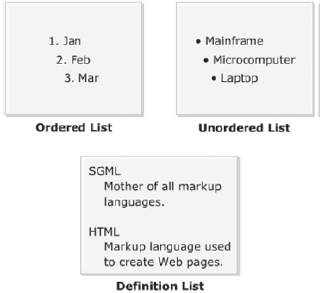 1. Jan
2. Feb
3. Mar
Ordered List
• Mainframe
• Microcomputer
• Laptop
Unordered List
SGML
Mother of all markup
languages.
HTML
Markup language used
to create Web pages.
Definition List